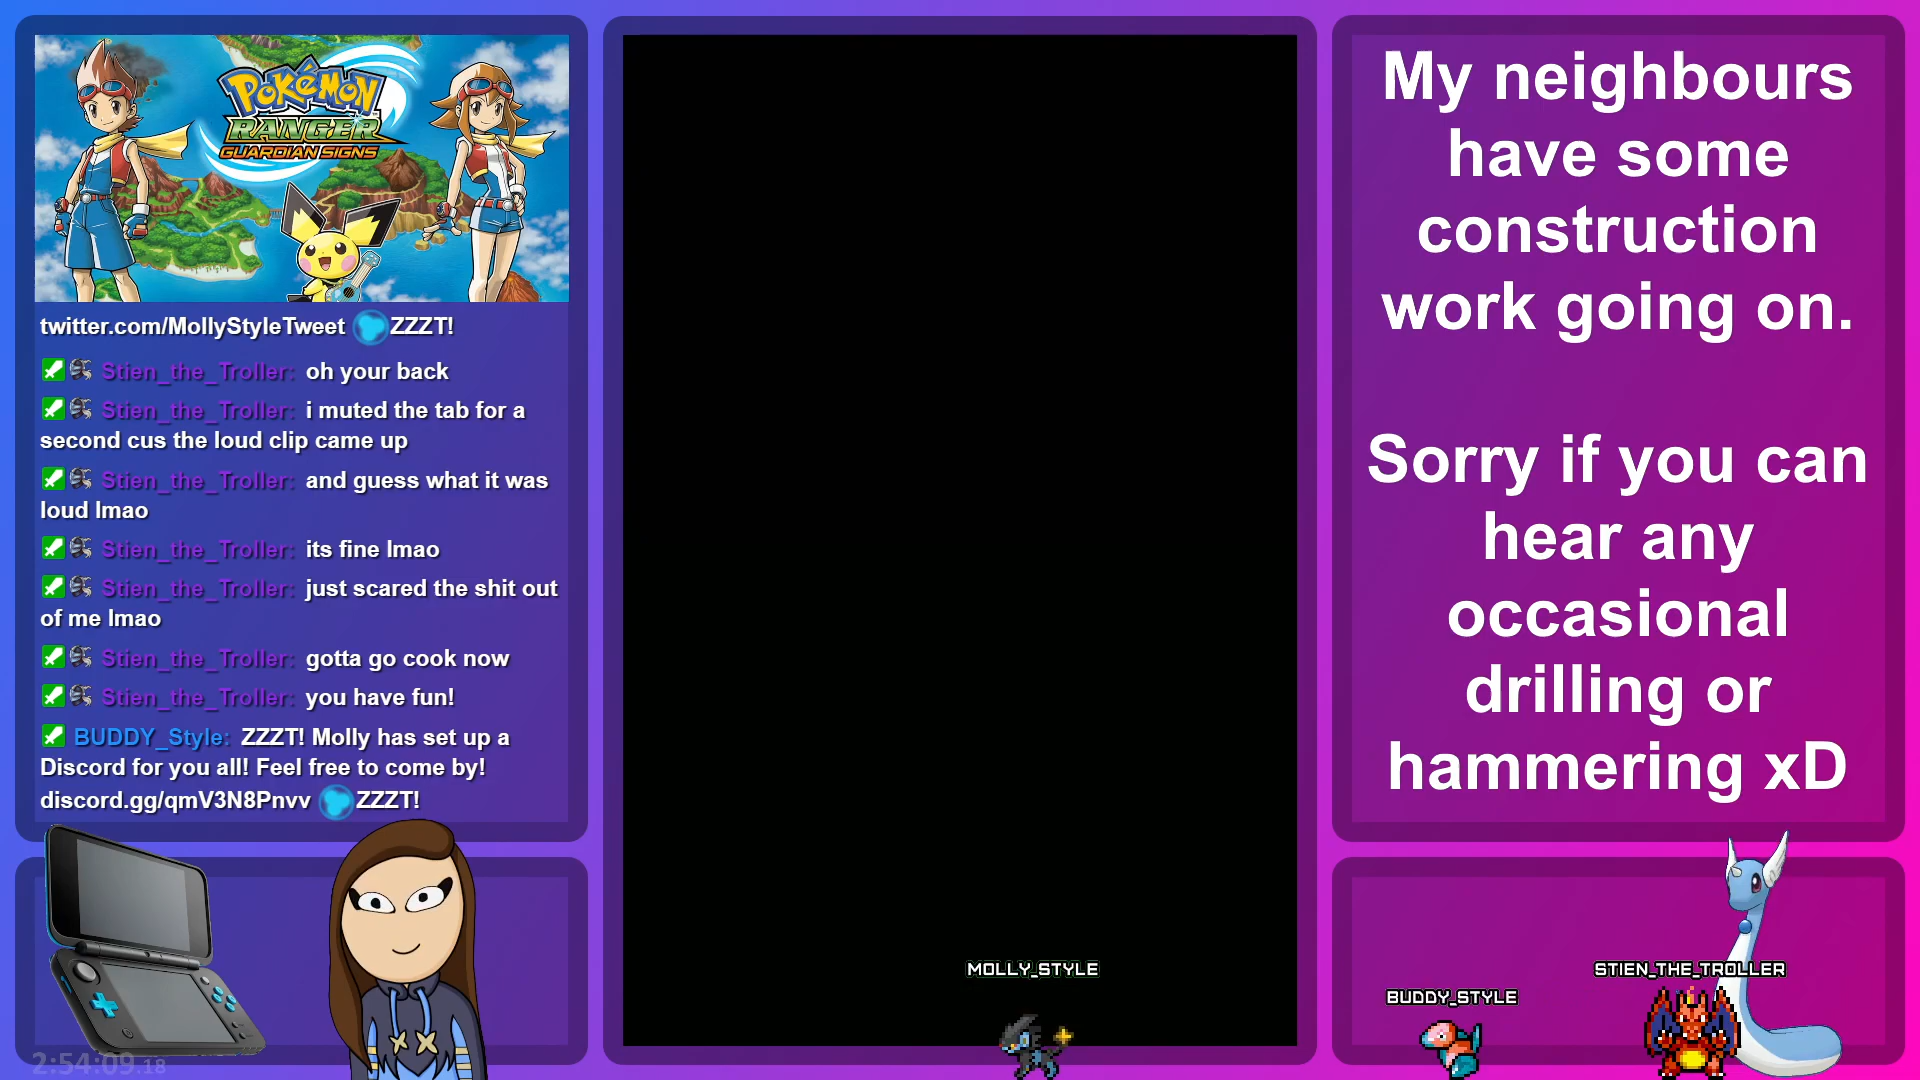 POKéMON
RANGER
GUARDIAN SIGNS
twitter.com/MollyStyleTweet ZZZT!
Stien_the_Troller: oh your back
Stien_the_Troller: i muted the tab for a
second cus the loud clip came up
Stien_the_Troller: and guess what it was
loud lmao
Stien_the_Troller: its fine lmao
Stien_the_Troller: just scared the shit out
of me lmao
Stien_the_Troller: gotta go cook now
Stien_the_Troller: you have fun!
BUDDY_Style: ZZZT! Molly has set up a
Discord for you all! Feel free to come by!
discord.gg/qmV3N8Pnvv ZZZT!
2:54:09.18
MOLLY_STYLE
My neighbours
have some
construction
work going on.
Sorry if you can
hear any
occasional
drilling or
hammering xD
STIEN_THE_TROLLER
BUDDY_STYLE